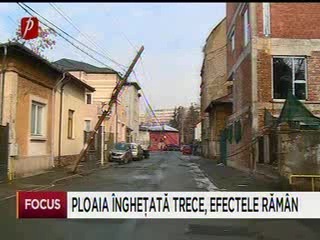 P
FOCUS
PLOAIA ÎNGHEȚATĂ TRECE, EFECTELE RĂMÂN